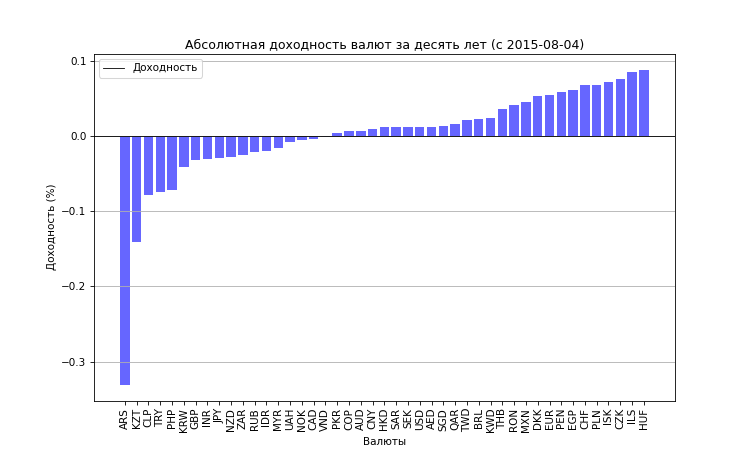 Абсолютная доходность валют за десять лет (с 2015-08-04)
Доходность
0.1
0.0
−0.1
−0.2
−0.3
Доходность (%)
ARS KZT CLP TRY PHP KRW GBP INR JPY NZD ZAR RUB IDR MYR UAH NOK CAD VND PKR COP AUD CNY HKD SAR SEK USD AED SGD QAR TWD BRL KWD THB RON MXN DKK EUR PEN EGP CHF PLN ISK CZK ILS HUF
Валюты